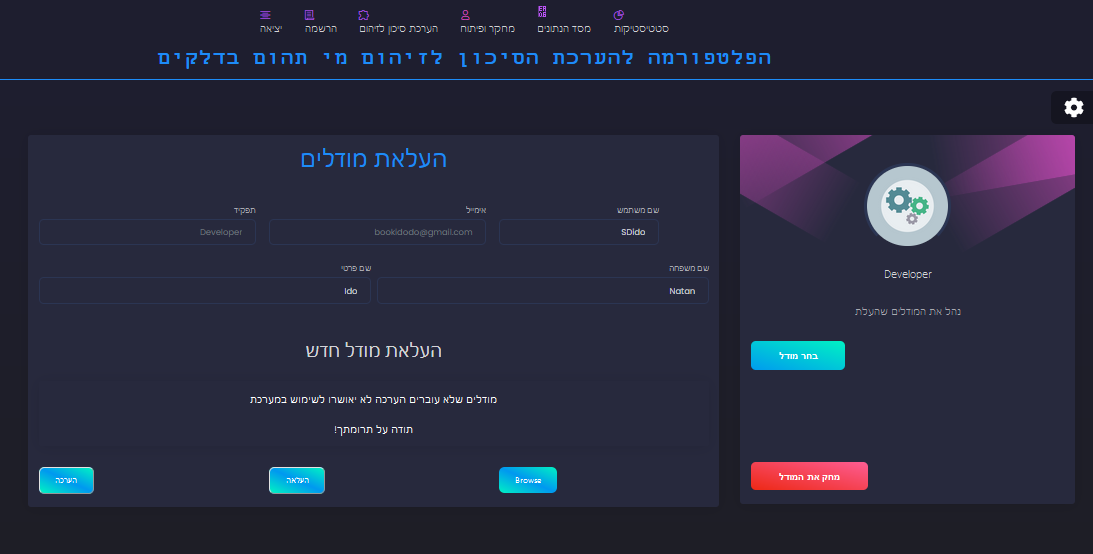 סטטיסטיקות
מסד הנתונים
מחקר ופיתוח
הערכת סיכון לזיהום
הרשמה
יציאה
הפלטפורמה להערכת הסיכון לזיהום מי תהום בדלקים
העלאת מודלים
שם משתמש
אימייל
תפקיד
SDido
bookidodo@gmail.com
Developer
שם משפחה
שם פרטי
Natan
Ido
העלאת מודל חדש
מודלים שלא עוברים הערכה לא יאושרו לשימוש במערכת
תודה על תרומתך!
Browse
העלאה
הערכה
Developer
נהל את המודלים שהעלת
בחר מודל
מחק את המודל